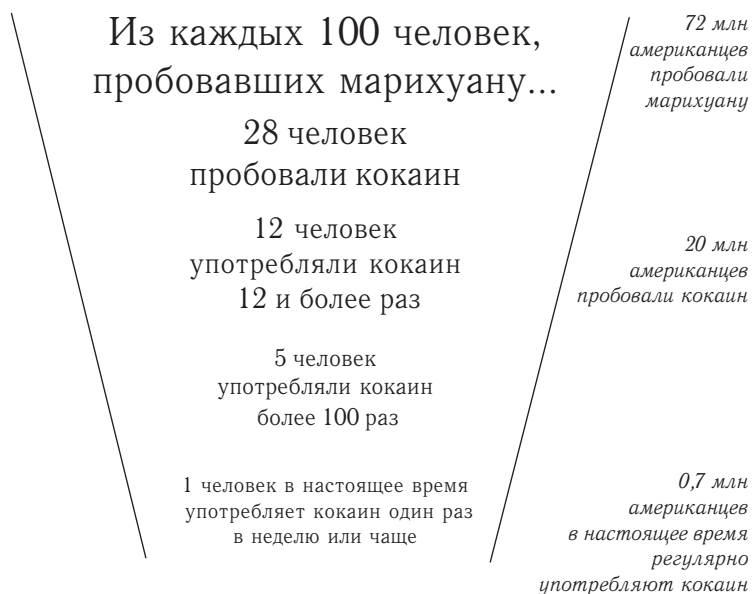 Из каждых 100 человек,
пробовавших марихуану...
28 человек
пробовали кокаин
12 человек
употребляли кокаин
12 и более раз
5 человек
употребляли кокаин
более 100 раз
1 человек в настоящее время
употребляет кокаин один раз
в неделю или чаще
72 млн
американцев
пробовали
марихуану
20 млн
американцев
пробовали кокаин
0,7 млн
американцев
в настоящее время
регулярно
употребляют кокаин